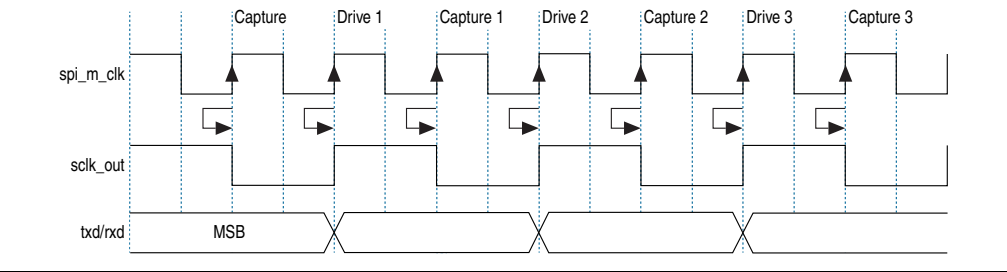 Capture Drive 1 Capture 1 Drive 2 Capture 2 Drive 3 Capture 3
spi_m_clk
sclk_out
txd/rxd MSB